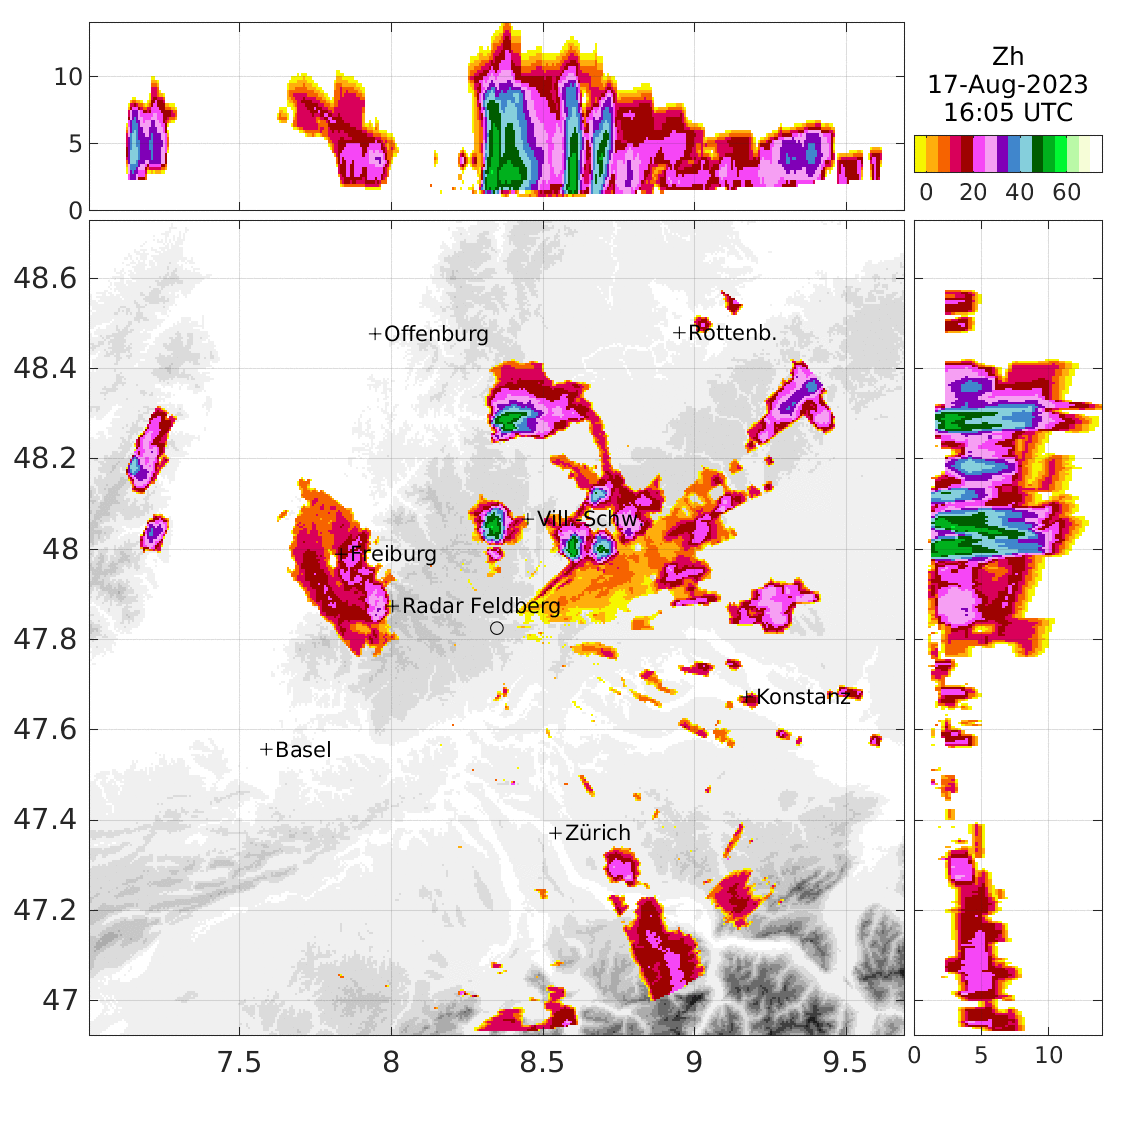 Zh
17-Aug-2023
16:05 UTC
0 20 40 60
10
5
0
48.6
48.4
48.2
48
47.8
47.6
47.4
47.2
47
+Offenburg
+Rottenb.
+Vill.-Schw.
+Freiburg
+Radar Feldberg
+Konstanz
+Basel
+Zürich
7.5 8 8.5 9 9.5
0 5 10